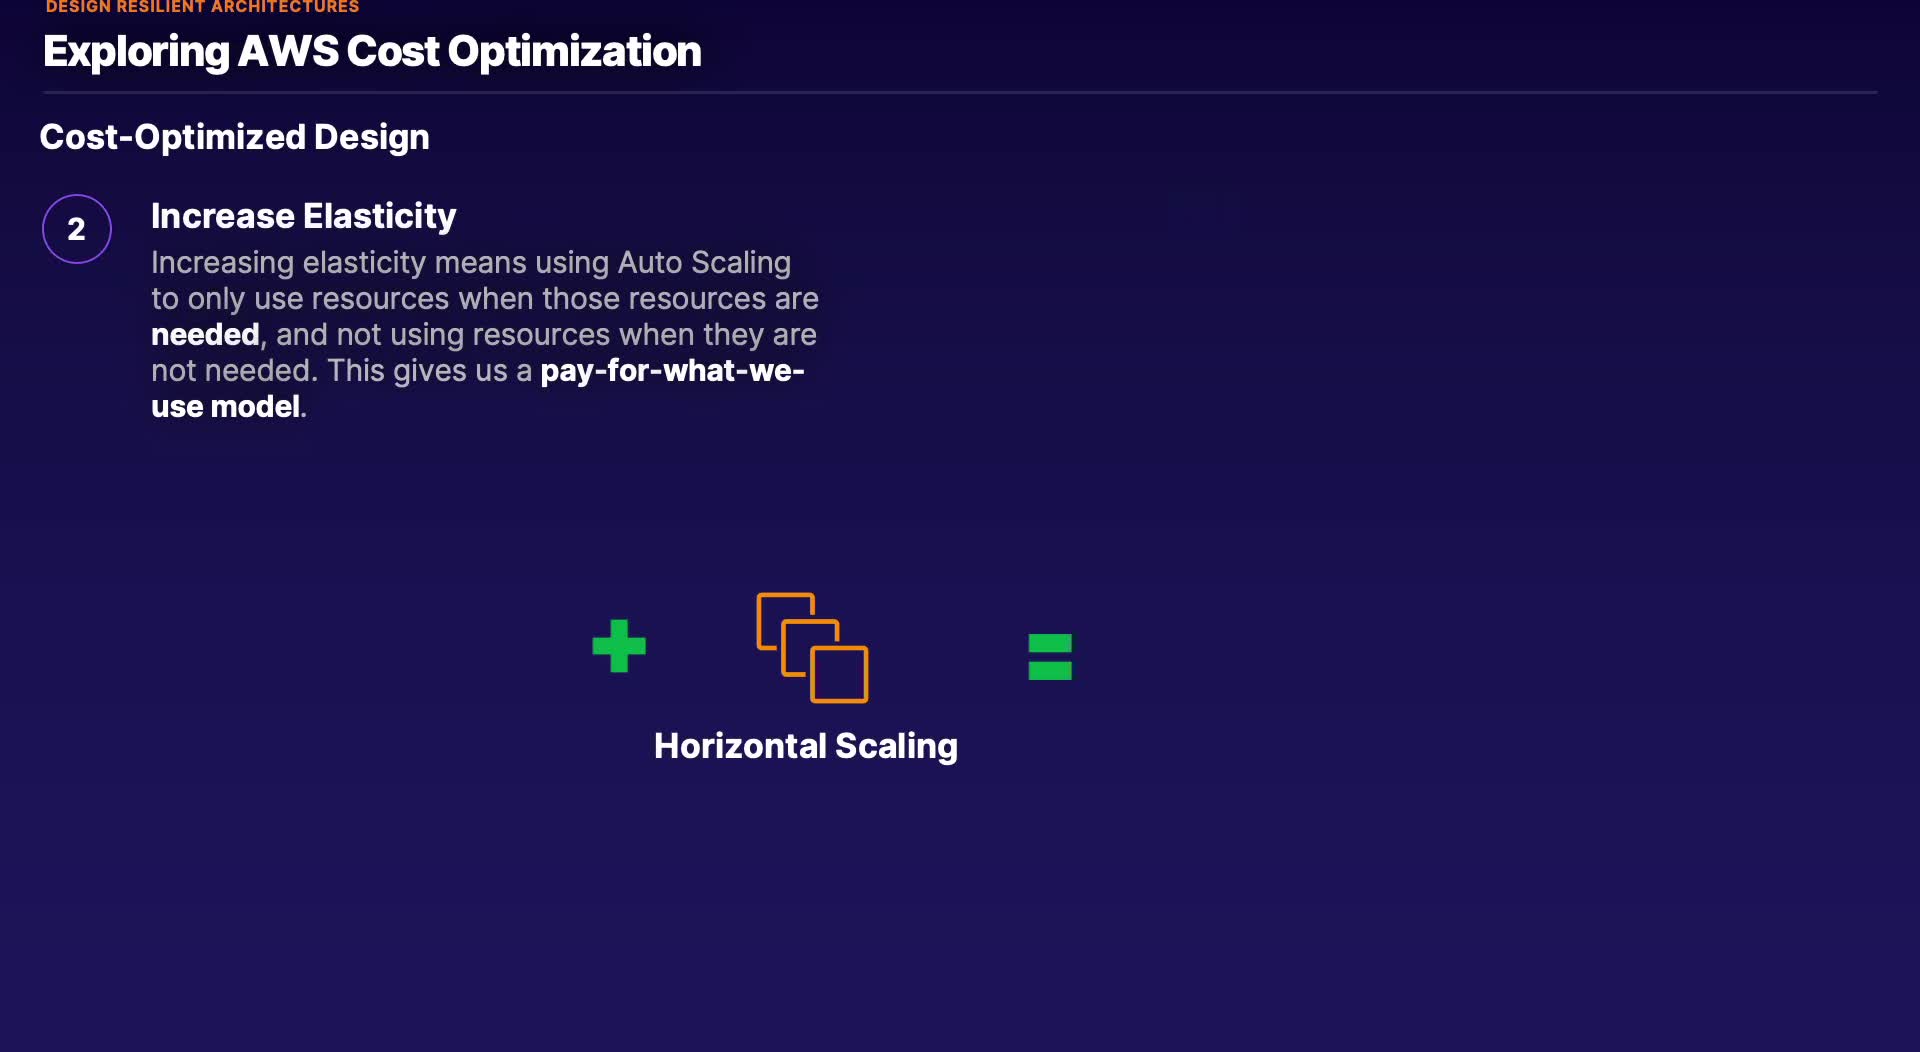 DESIGN RESILIENT ARCHITECTURES
Exploring AWS Cost Optimization
Cost-Optimized Design
2
Increase Elasticity
Increasing elasticity means using Auto Scaling
to only use resources when those resources are
needed, and not using resources when they are
not needed. This gives us a pay-for-what-we-
use model.
Horizontal Scaling